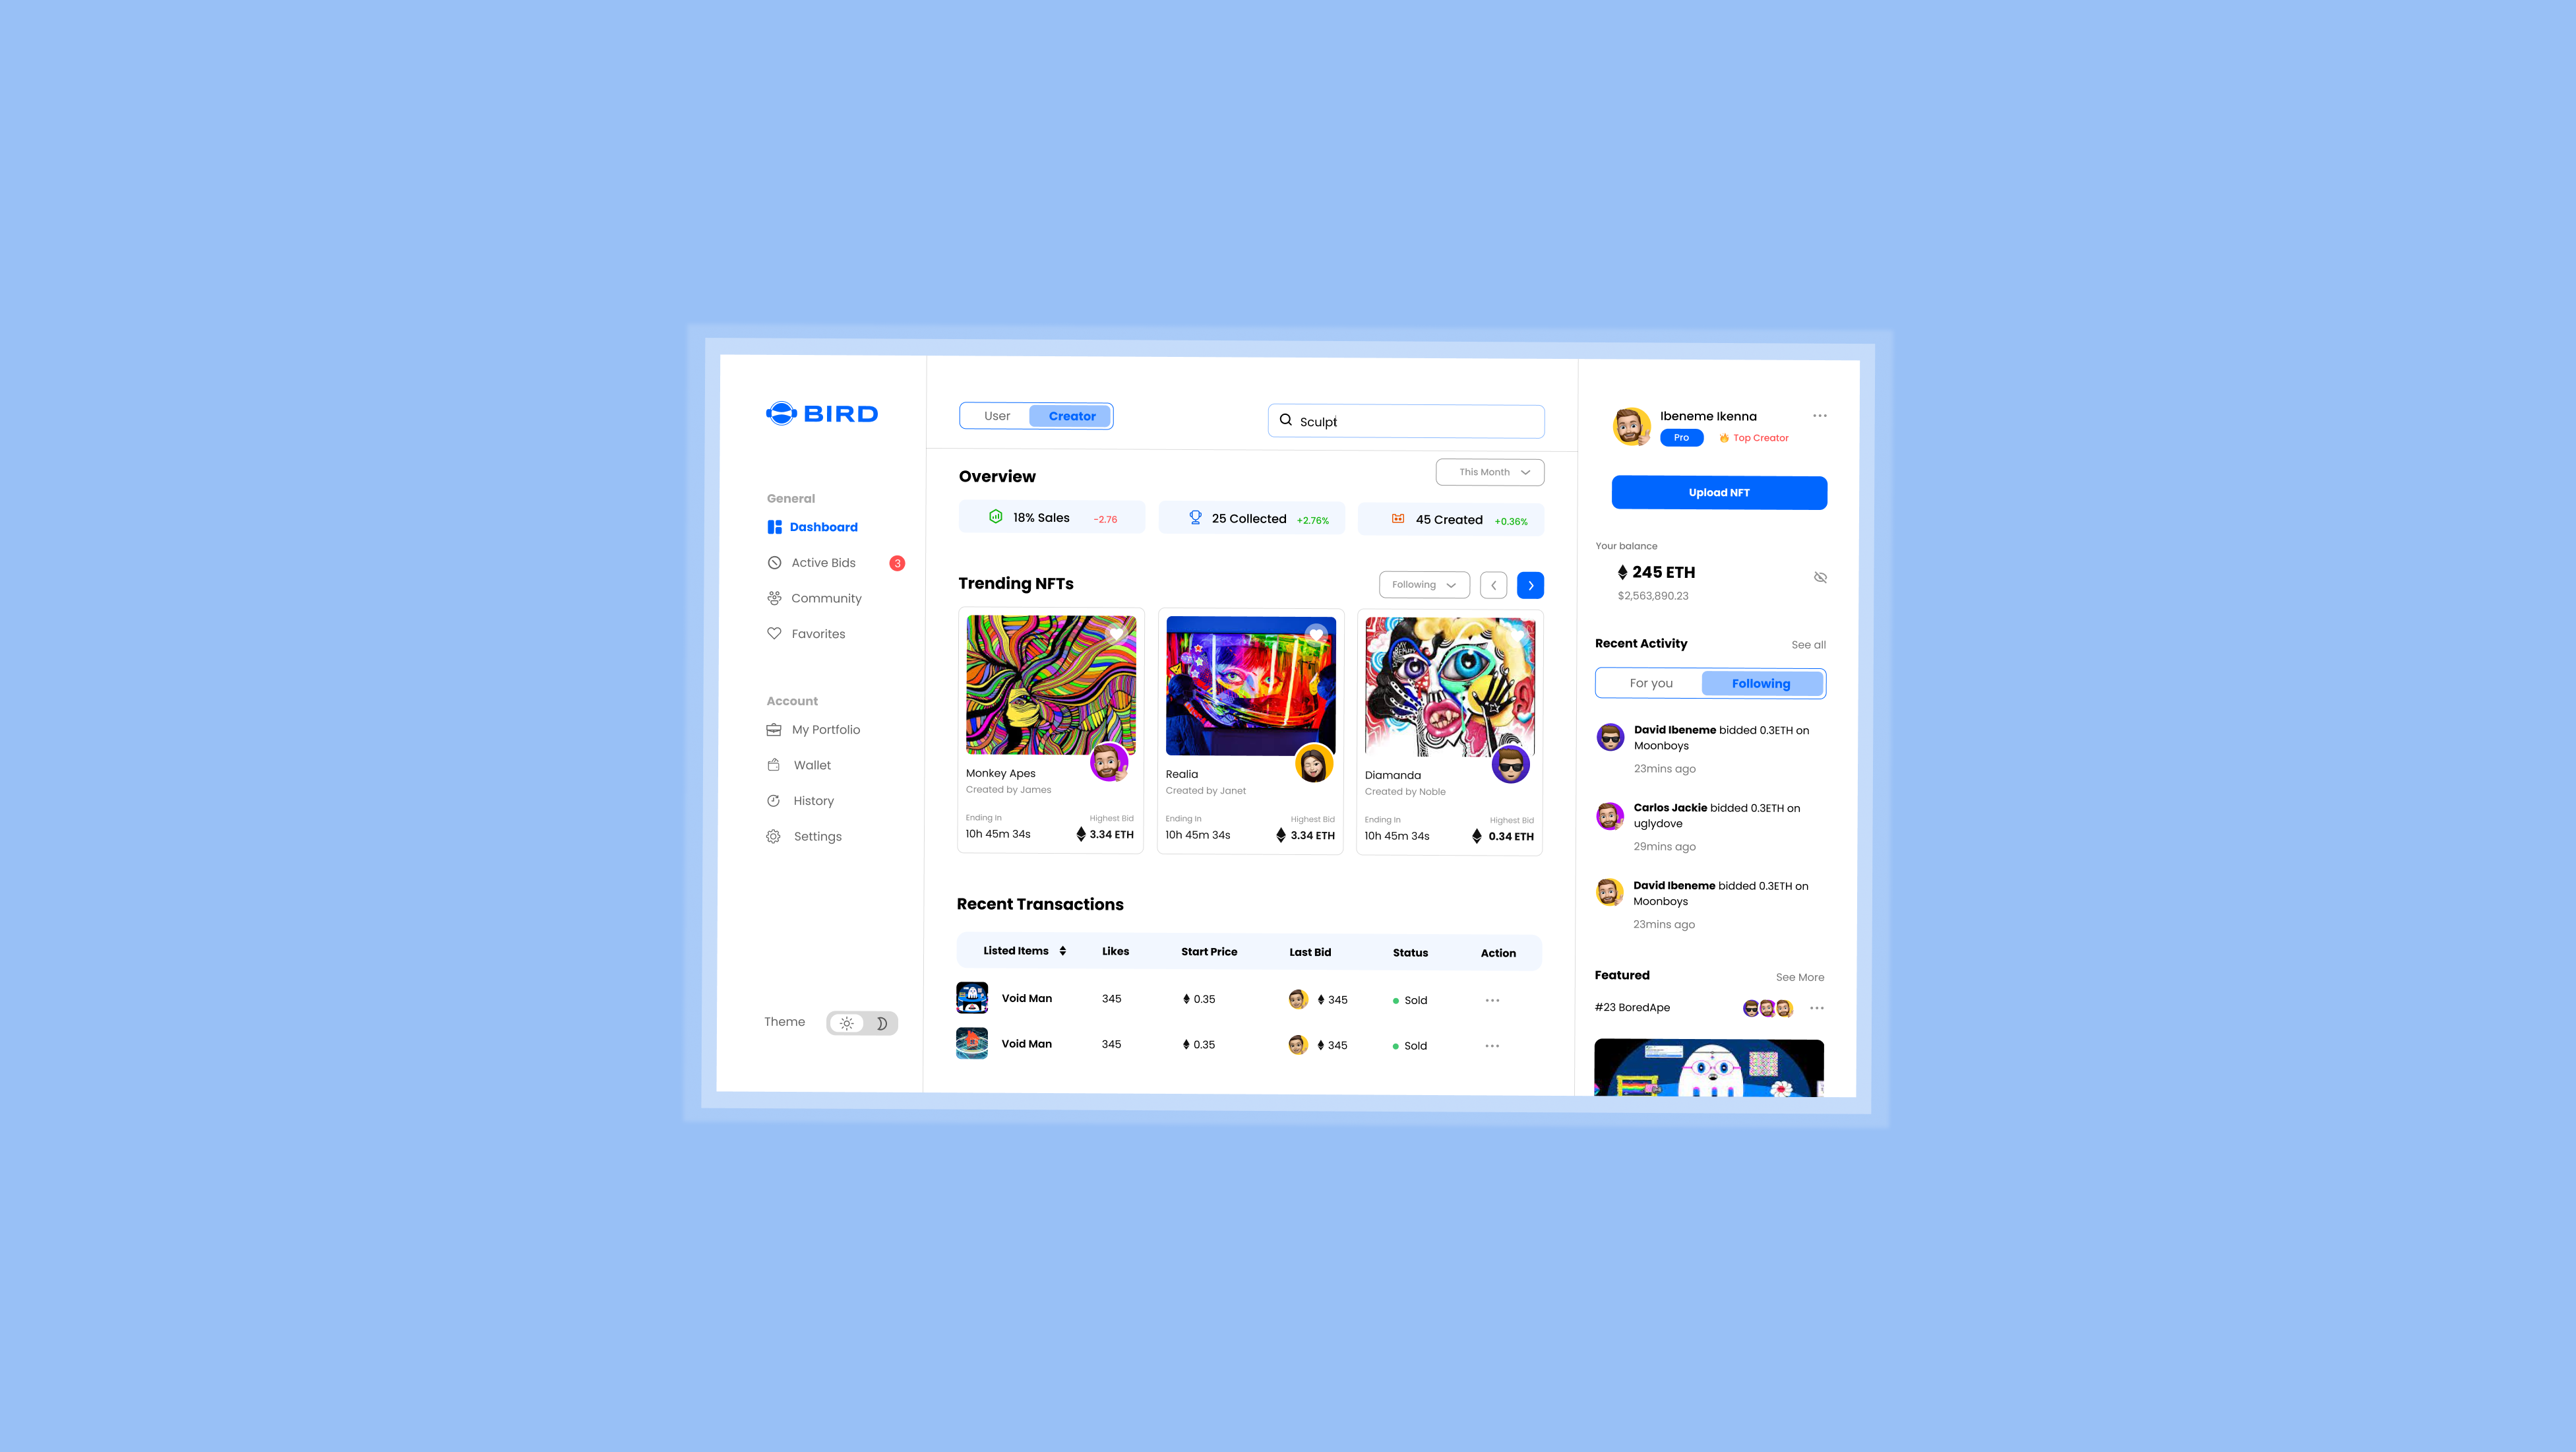 BIRD
General
Dashboard
Active Bids 3
Community
Favorites
Account
My Portfolio
Wallet
History
Settings
Theme
User Creator
Sculpt
Overview
This Month
18% Sales -2.76
25 Collected +2.76%
45 Created +0.36%
Trending NFTs
Following
Monkey Apes
Created by James
Ending In Highest Bid
10h 45m 34s 3.34 ETH
Realia
Created by Janet
Ending In Highest Bid
10h 45m 34s 3.34 ETH
Diamanda
Created by Noble
Ending In Highest Bid
10h 45m 34s 0.34 ETH
Recent Transactions
Listed Items Likes Start Price Last Bid Status Action
Void Man 345 0.35 345 Sold
Void Man 345 0.35 345 Sold
Ibeneme Ikenna
Pro Top Creator
Upload NFT
Your balance
245 ETH
$2,563,890.23
Recent Activity See all
For you Following
David Ibeneme bidded 0.3ETH on
Moonboys
23mins ago
Carlos Jackie bidded 0.3ETH on
uglydove
29mins ago
David Ibeneme bidded 0.3ETH on
Moonboys
23mins ago
Featured See More
#23 BoredApe